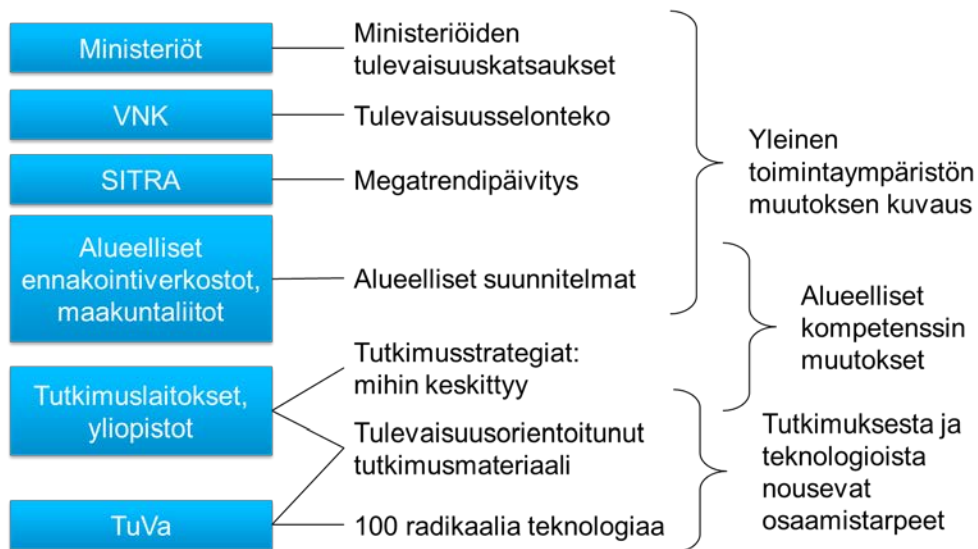 Ministeriöt
Ministeriöiden
tulevaisuuskatsaukset
VNK
Tulevaisuusselonteko
SITRA
Megatrendipäivitys
Yleinen
toimintaympäristön
muutoksen kuvaus
Alueelliset
ennakointiverkostot,
maakuntaliitot
Alueelliset suunnitelmat
Alueelliset
kompetenssin
muutokset
Tutkimuslaitokset,
yliopistot
Tutkimusstrategiat:
mihin keskittyy
Tulevaisuusorientoitunut
tutkimusmateriaali
Tutkimuksesta ja
teknologioista
nousevat
osaamistarpeet
TuVa
100 radikaalia teknologiaa